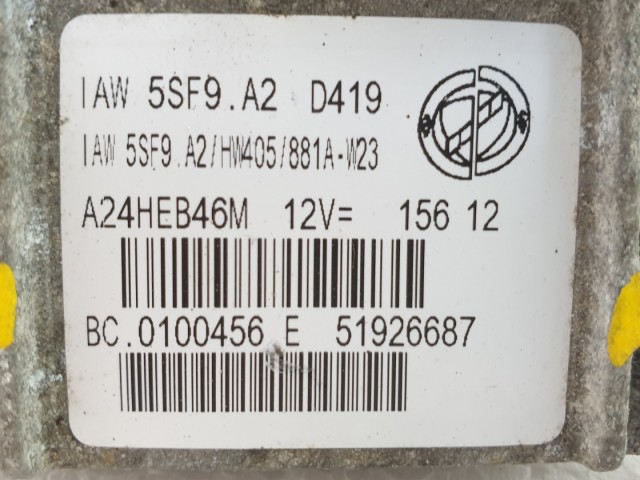 IAW 5SF9.A2 D419
IAW 5SF9.A2/HW405/881A-W23
A24HEB46M 12V= 156 12
BC.0100456 E 51926687